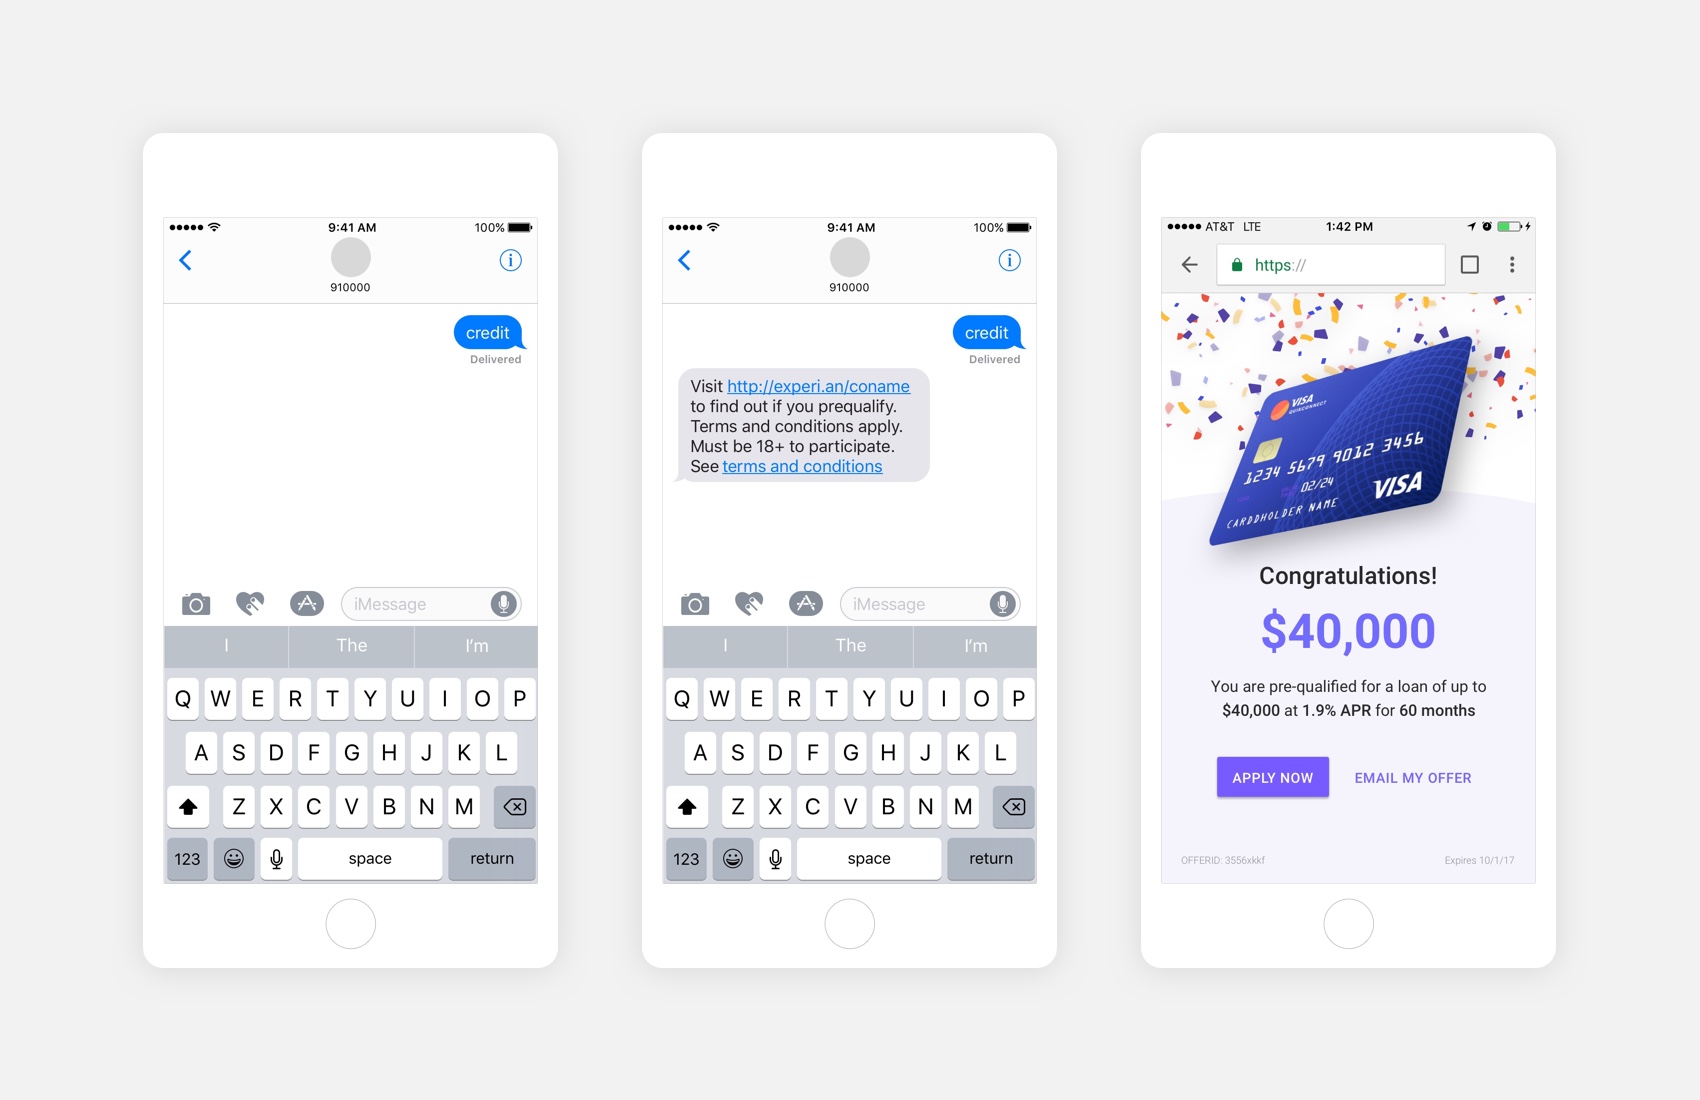 9:41 AM
100%
910000
credit
Delivered
iMessage
I The I'm
Q W E R T Y U I O P
A S D F G H J K L
Z X C V B N M
123 space return
9:41 AM
100%
910000
credit
Delivered
Visit http://experi.an/coname
to find out if you prequalify.
Terms and conditions apply.
Must be 18+ to participate.
See terms and conditions
iMessage
I The I'm
Q W E R T Y U I O P
A S D F G H J K L
Z X C V B N M
123 space return
AT&T LTE
1:42 PM
https://
VISA
QUISCONNECT
1234 5679 9012 3456
02/24
CARDDHOLDER NAME
VISA
Congratulations!
$40,000
You are pre-qualified for a loan of up to
$40,000 at 1.9% APR for 60 months
APPLY NOW
EMAIL MY OFFER
OFFERID: 3556xkkf
Expires 10/1/17